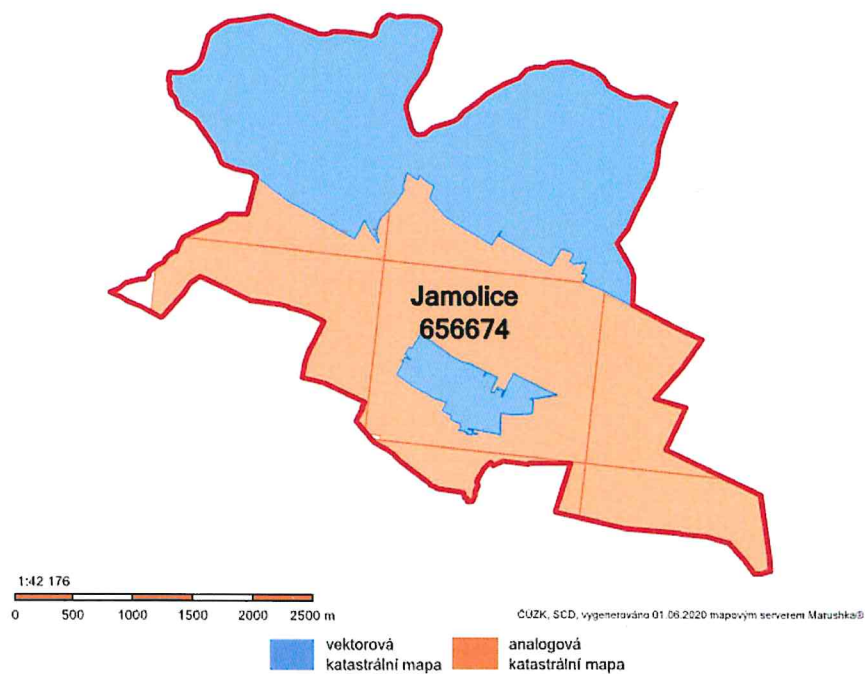 Jamolice
656674
1:42 176
0 500 1000 1500 2000 2500 m
ČÚZK, SCD, vygenerováno 01.06.2020 mapovým serverem Marushka®
vektorová
katastrální mapa
analogová
katastrální mapa